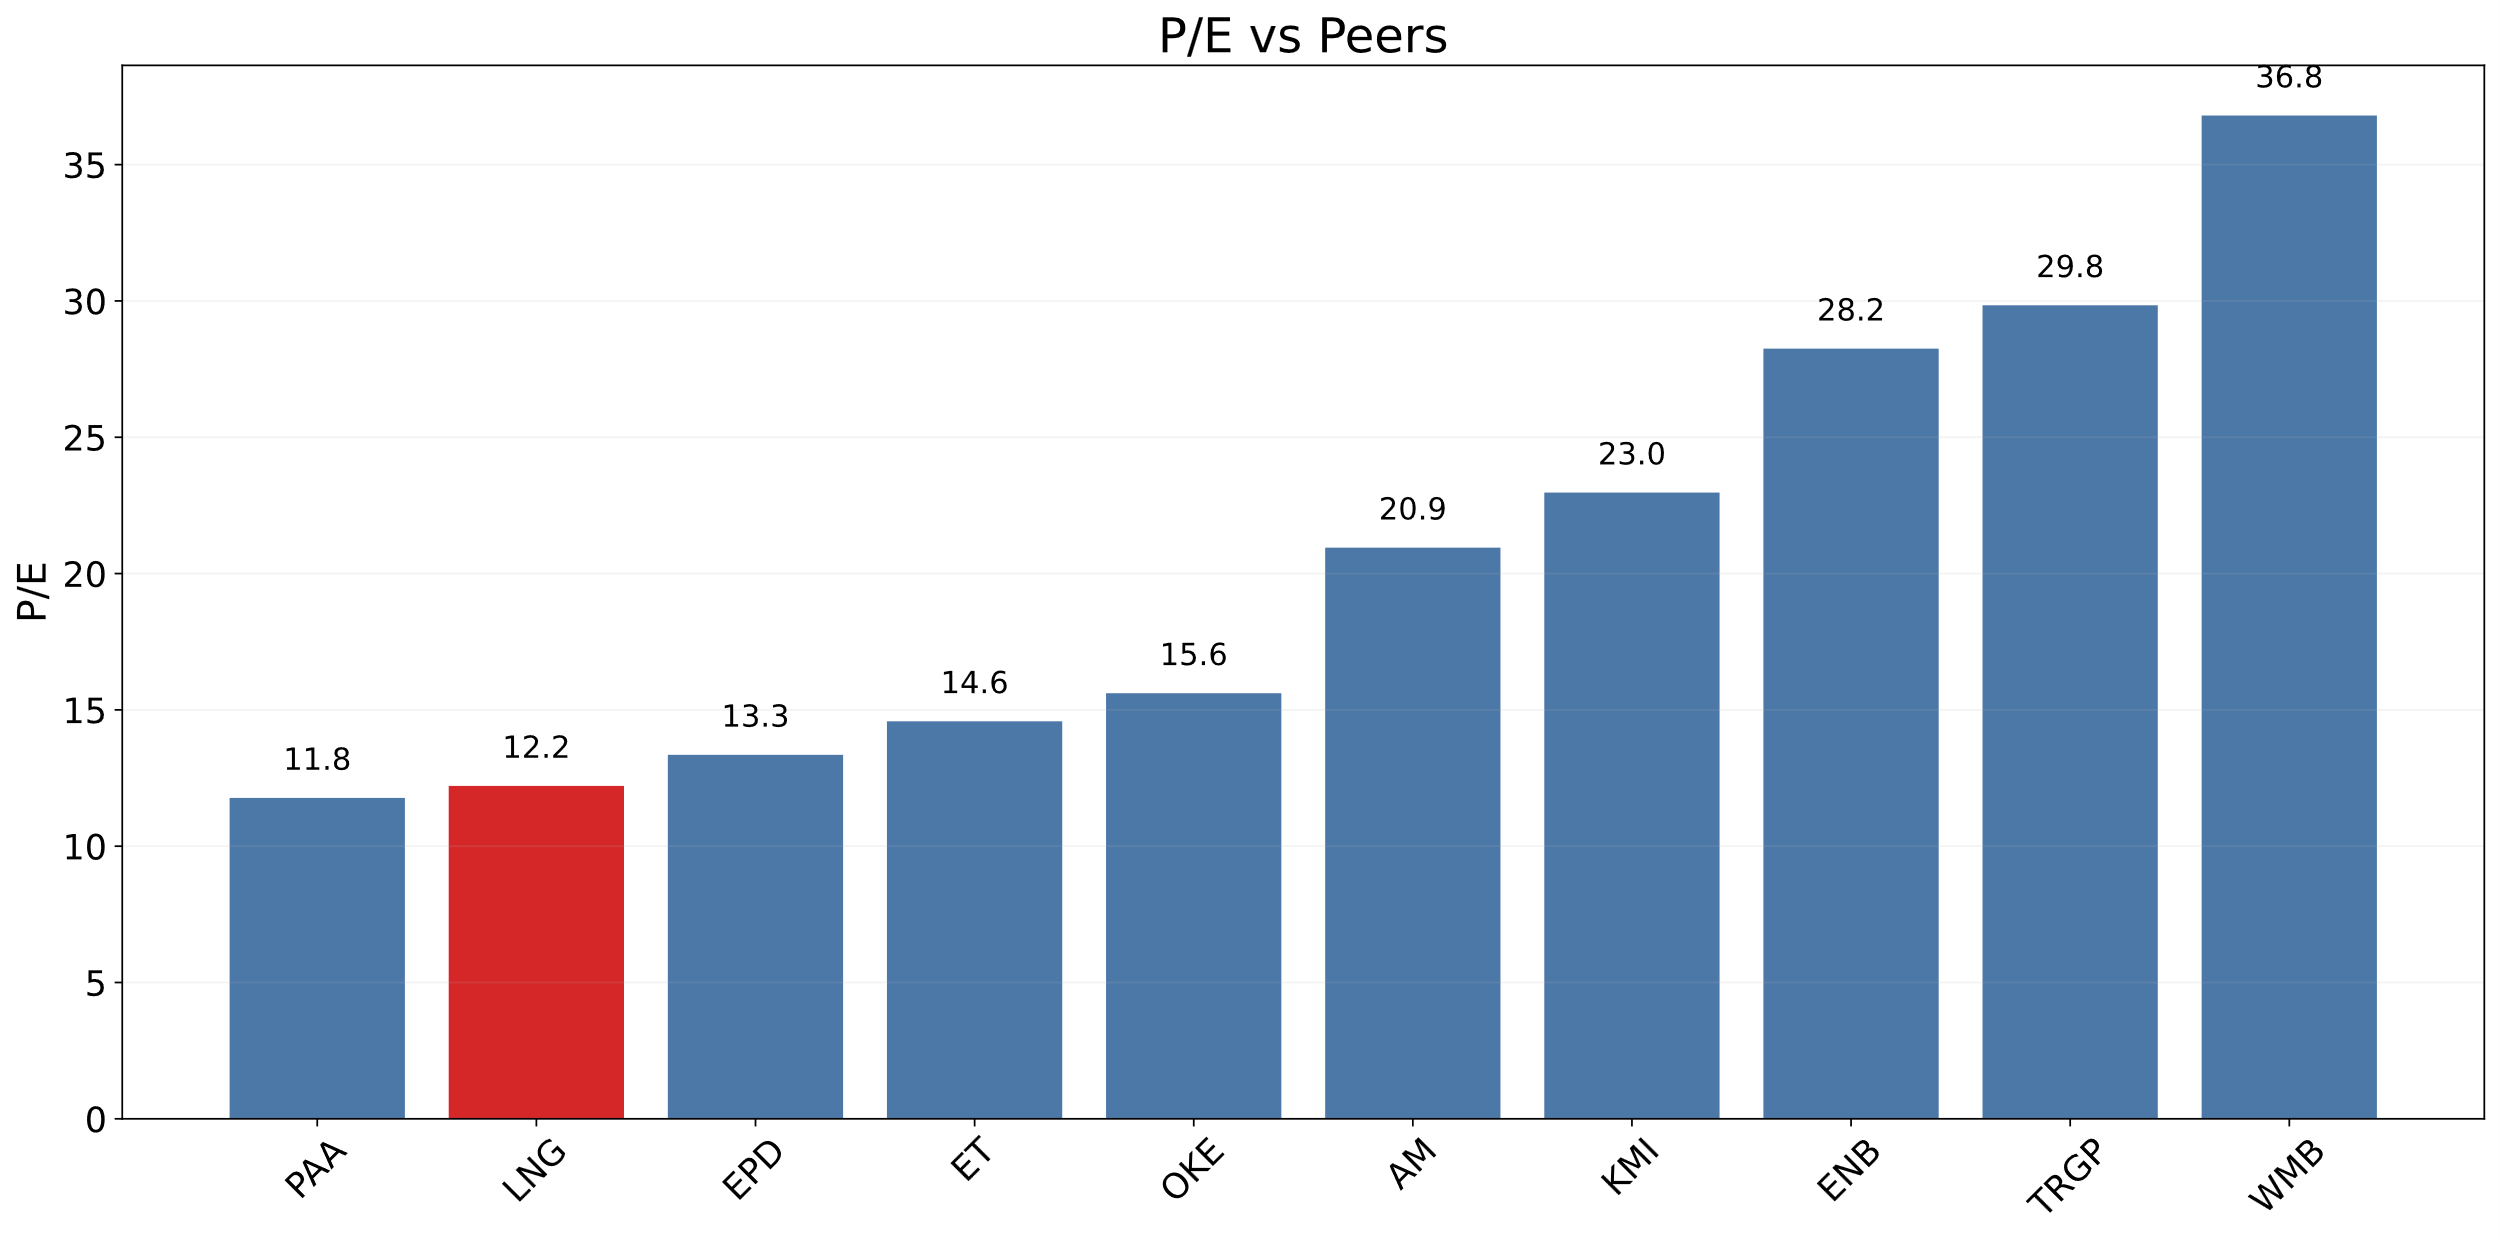 P/E vs Peers
P/E
35
30
25
20
15
10
5
0
11.8
12.2
13.3
14.6
15.6
20.9
23.0
28.2
29.8
36.8
PAA
LNG
EPD
ET
OKE
AM
KMI
ENB
TRGP
WMB